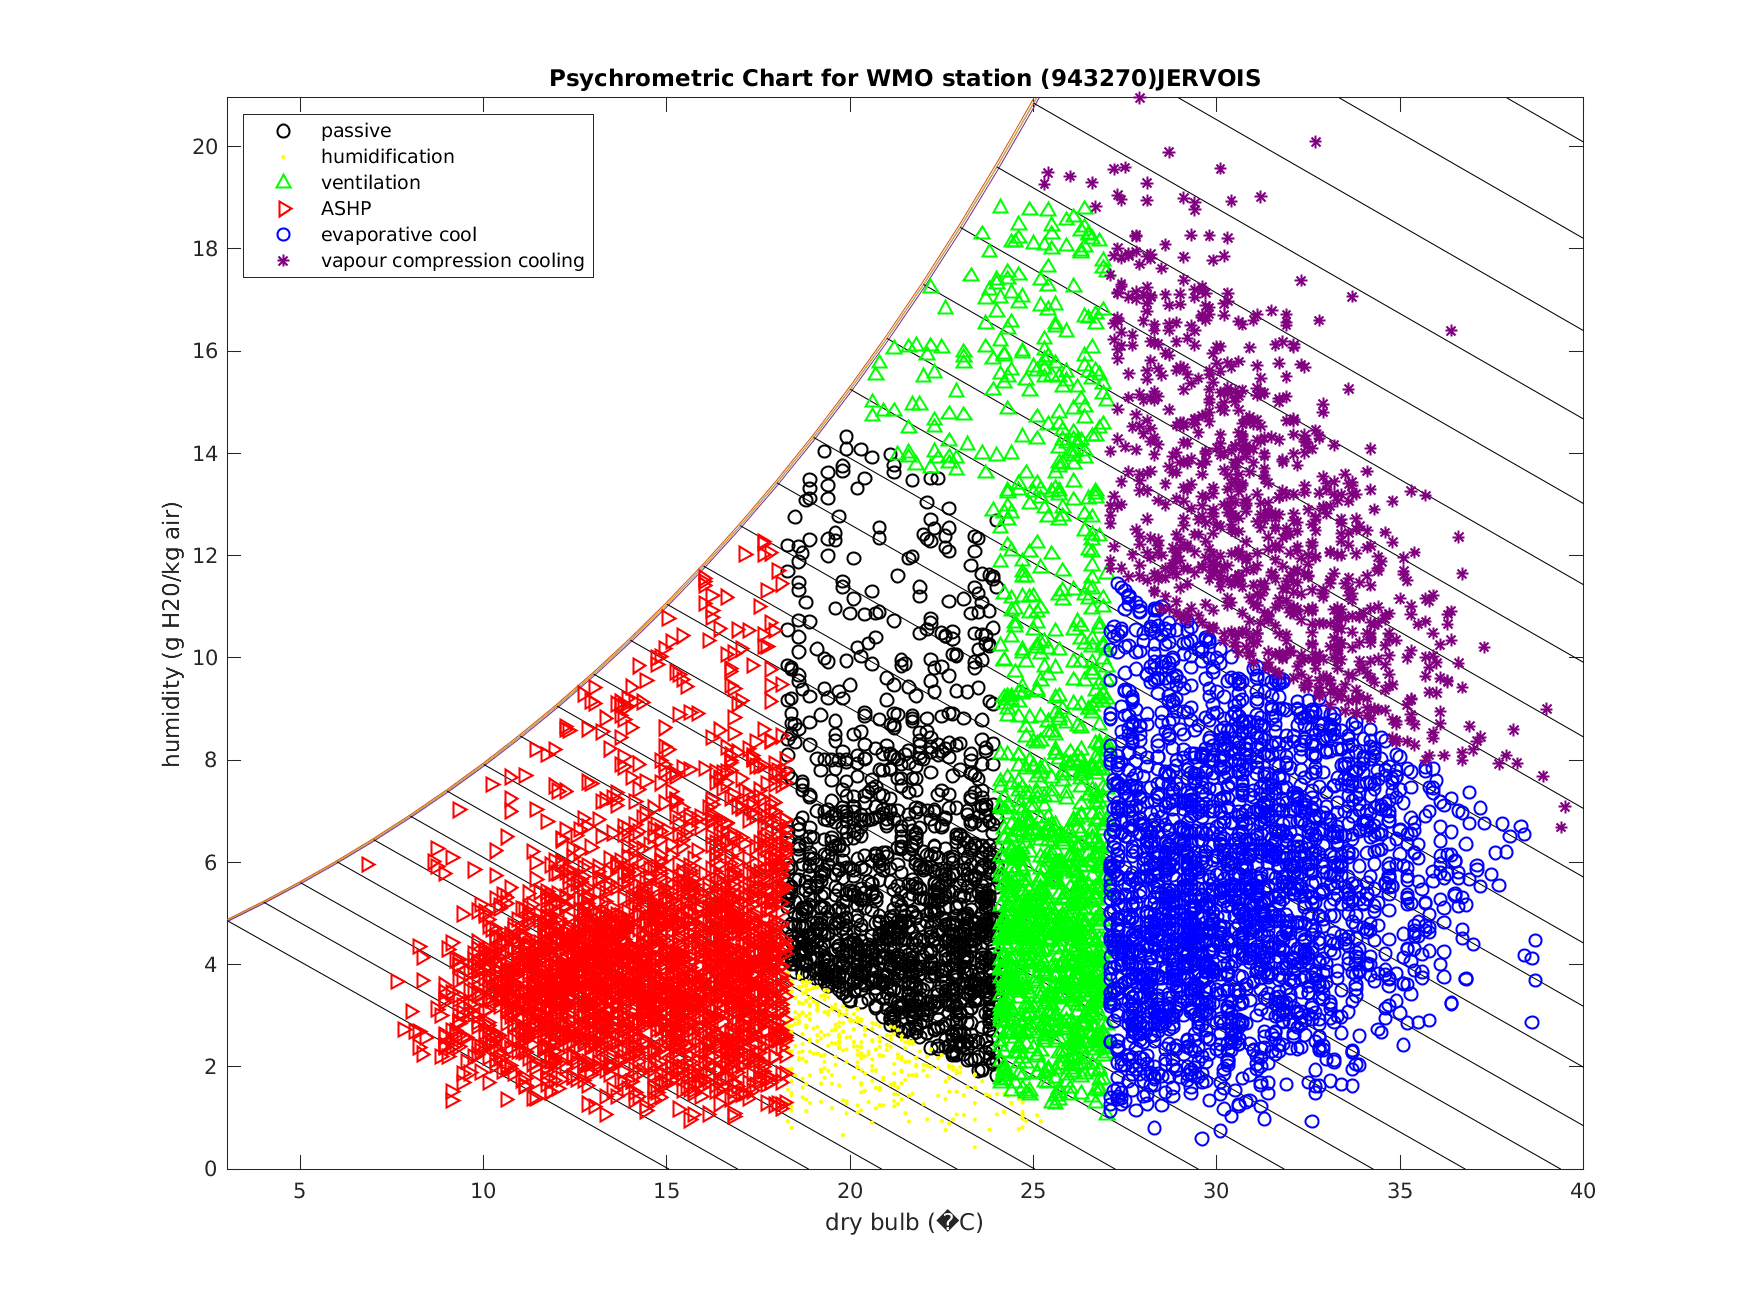 Psychrometric Chart for WMO station (943270)JERVOIS
passive
humidification
ventilation
ASHP
evaporative cool
vapour compression cooling
20
18
16
14
12
10
8
6
4
2
0
humidity (g H20/kg air)
5 10 15 20 25 30 35 40
dry bulb (�C)